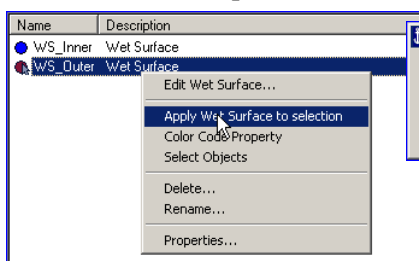 Name Description
WS_Inner Wet Surface
WS_Outer Wet Surface
Edit Wet Surface...
Apply Wet Surface to selection
Color Code Property
Select Objects
Delete...
Rename...
Properties...